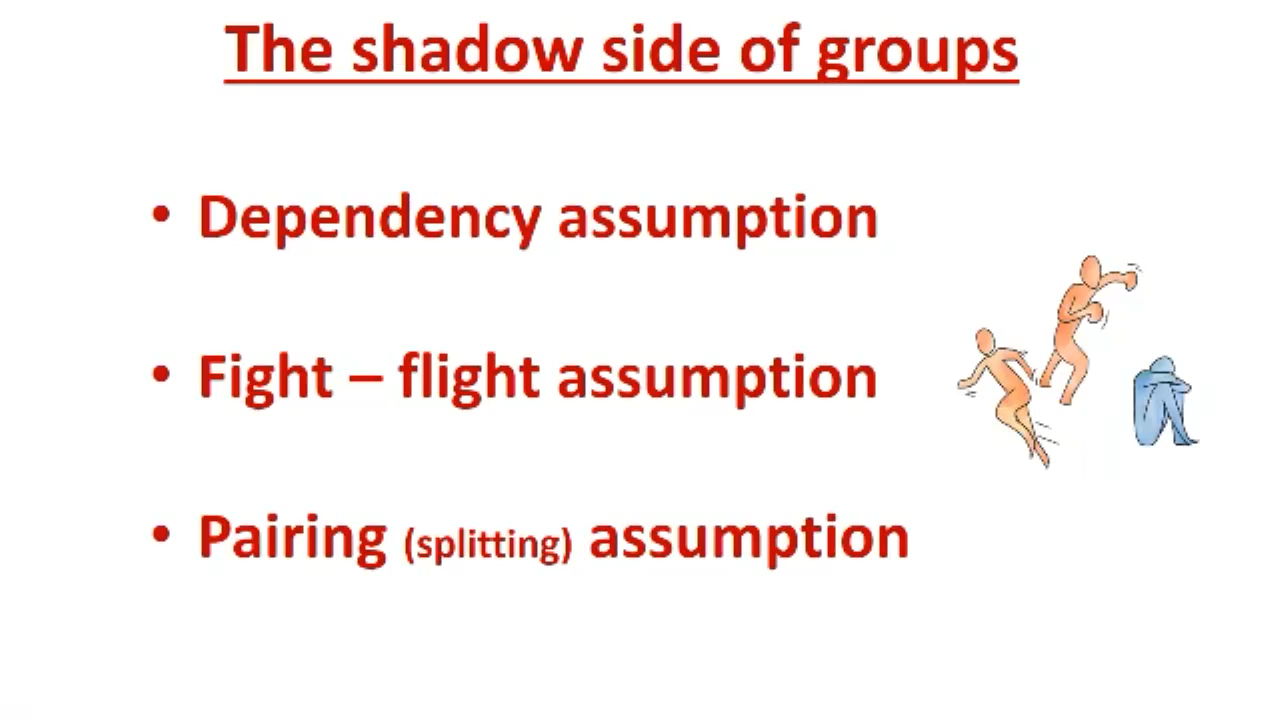 The shadow side of groups
• Dependency assumption
• Fight – flight assumption
• Pairing (splitting) assumption